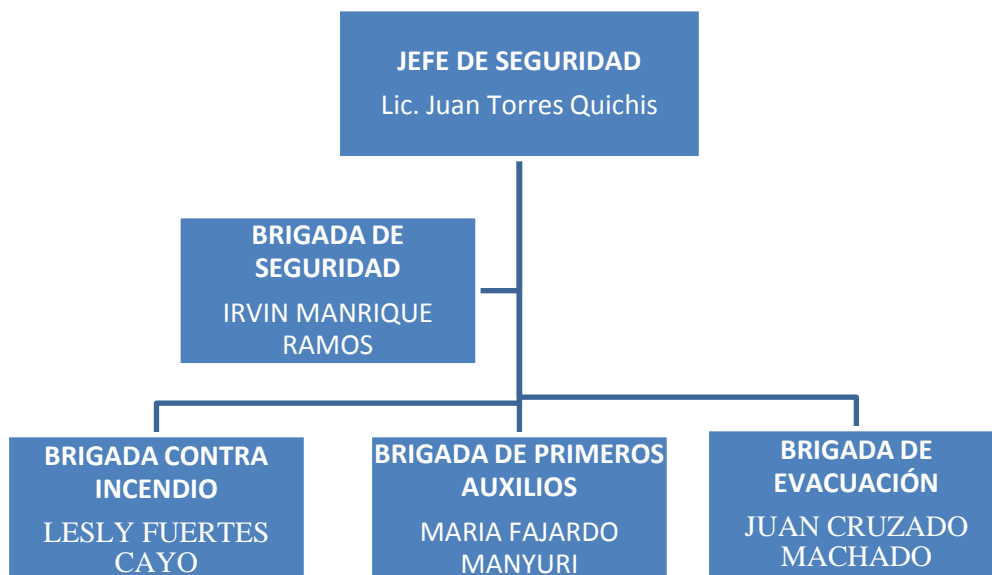 JEFE DE SEGURIDAD
Lic. Juan Torres Quichis
BRIGADA DE
SEGURIDAD
IRVIN MANRIQUE
RAMOS
BRIGADA CONTRA
INCENDIO
LESLY FUERTES
CAYO
BRIGADA DE PRIMEROS
AUXILIOS
MARIA FAJARDO
MANYURI
BRIGADA DE
EVACUACIÓN
JUAN CRUZADO
MACHADO